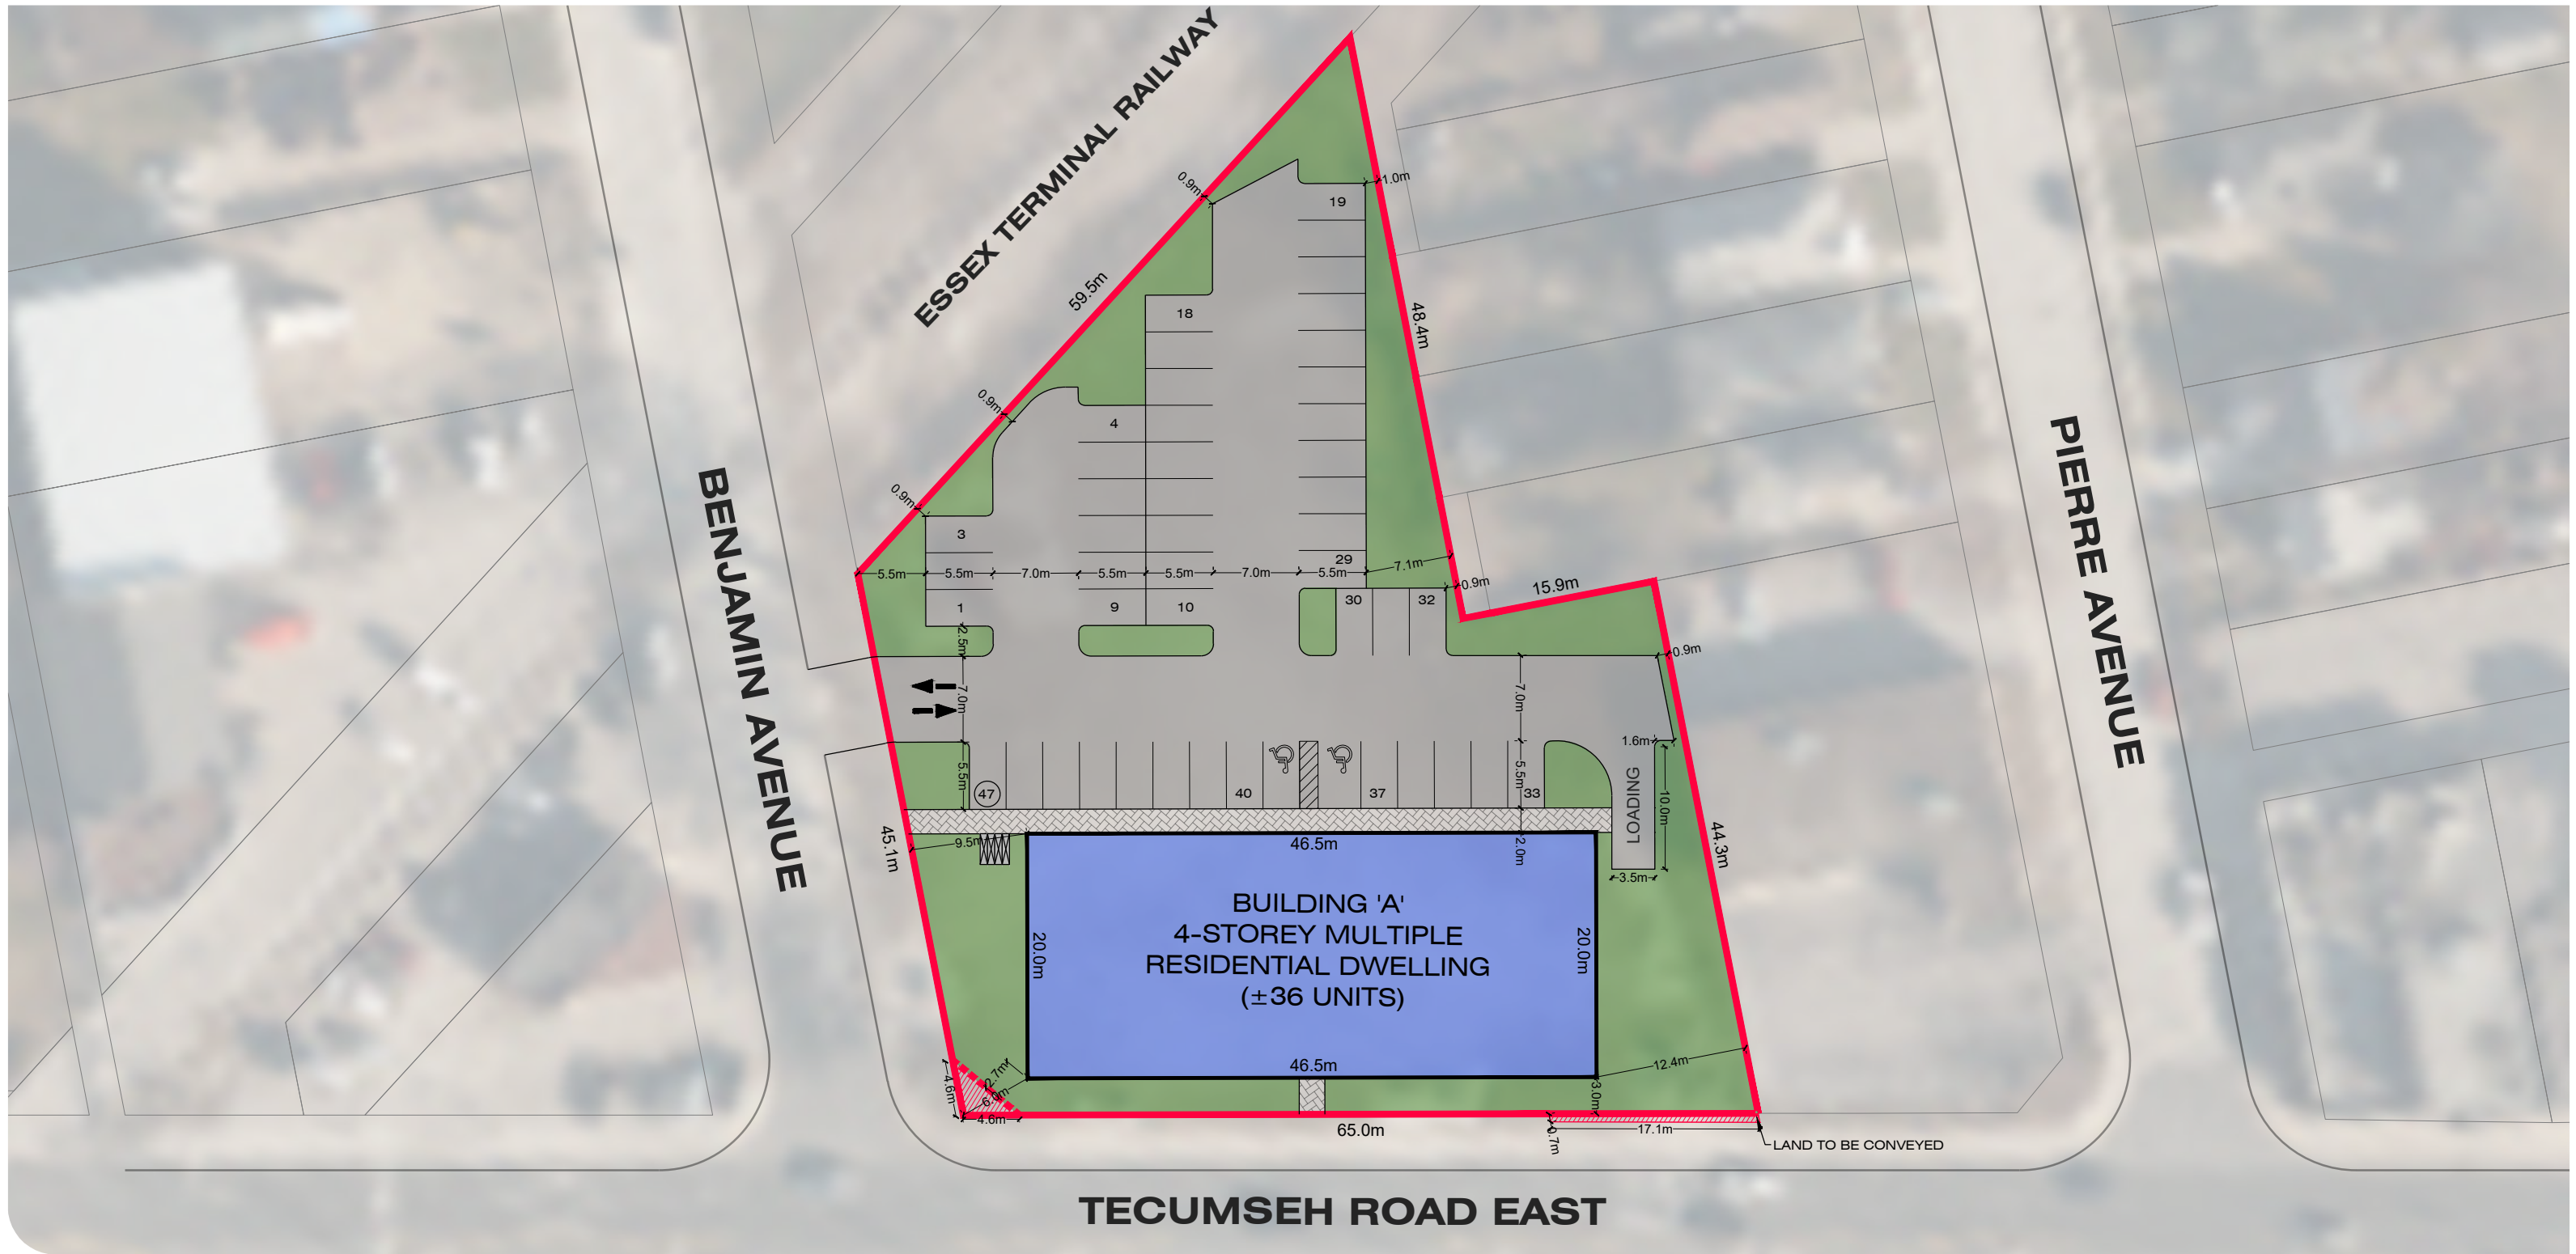 ESSEX TERMINAL RAILWAY
0.9m
1.0m
19
59.5m
18
48.4m
0.9m
4
0.9m
3
29
5.5m
5.5m
7.0m
5.5m
5.5m
7.0m
5.5m
7.1m
0.9m
15.9m
1
9
10
30
32
2.5m
0.9m
BENJAMIN AVENUE
PIERRE AVENUE
7.0m
7.0m
1.6m
5.5m
47
40
37
5.5m
33
LOADING
10.0m
45.1m
9.5m
46.5m
2.0m
44.3m
3.5m
BUILDING 'A'
4-STOREY MULTIPLE
RESIDENTIAL DWELLING
(±36 UNITS)
20.0m
20.0m
46.5m
12.4m
2.7m
6.0m
4.6m
4.6m
3.0m
65.0m
0.7m
17.1m
LAND TO BE CONVEYED
TECUMSEH ROAD EAST